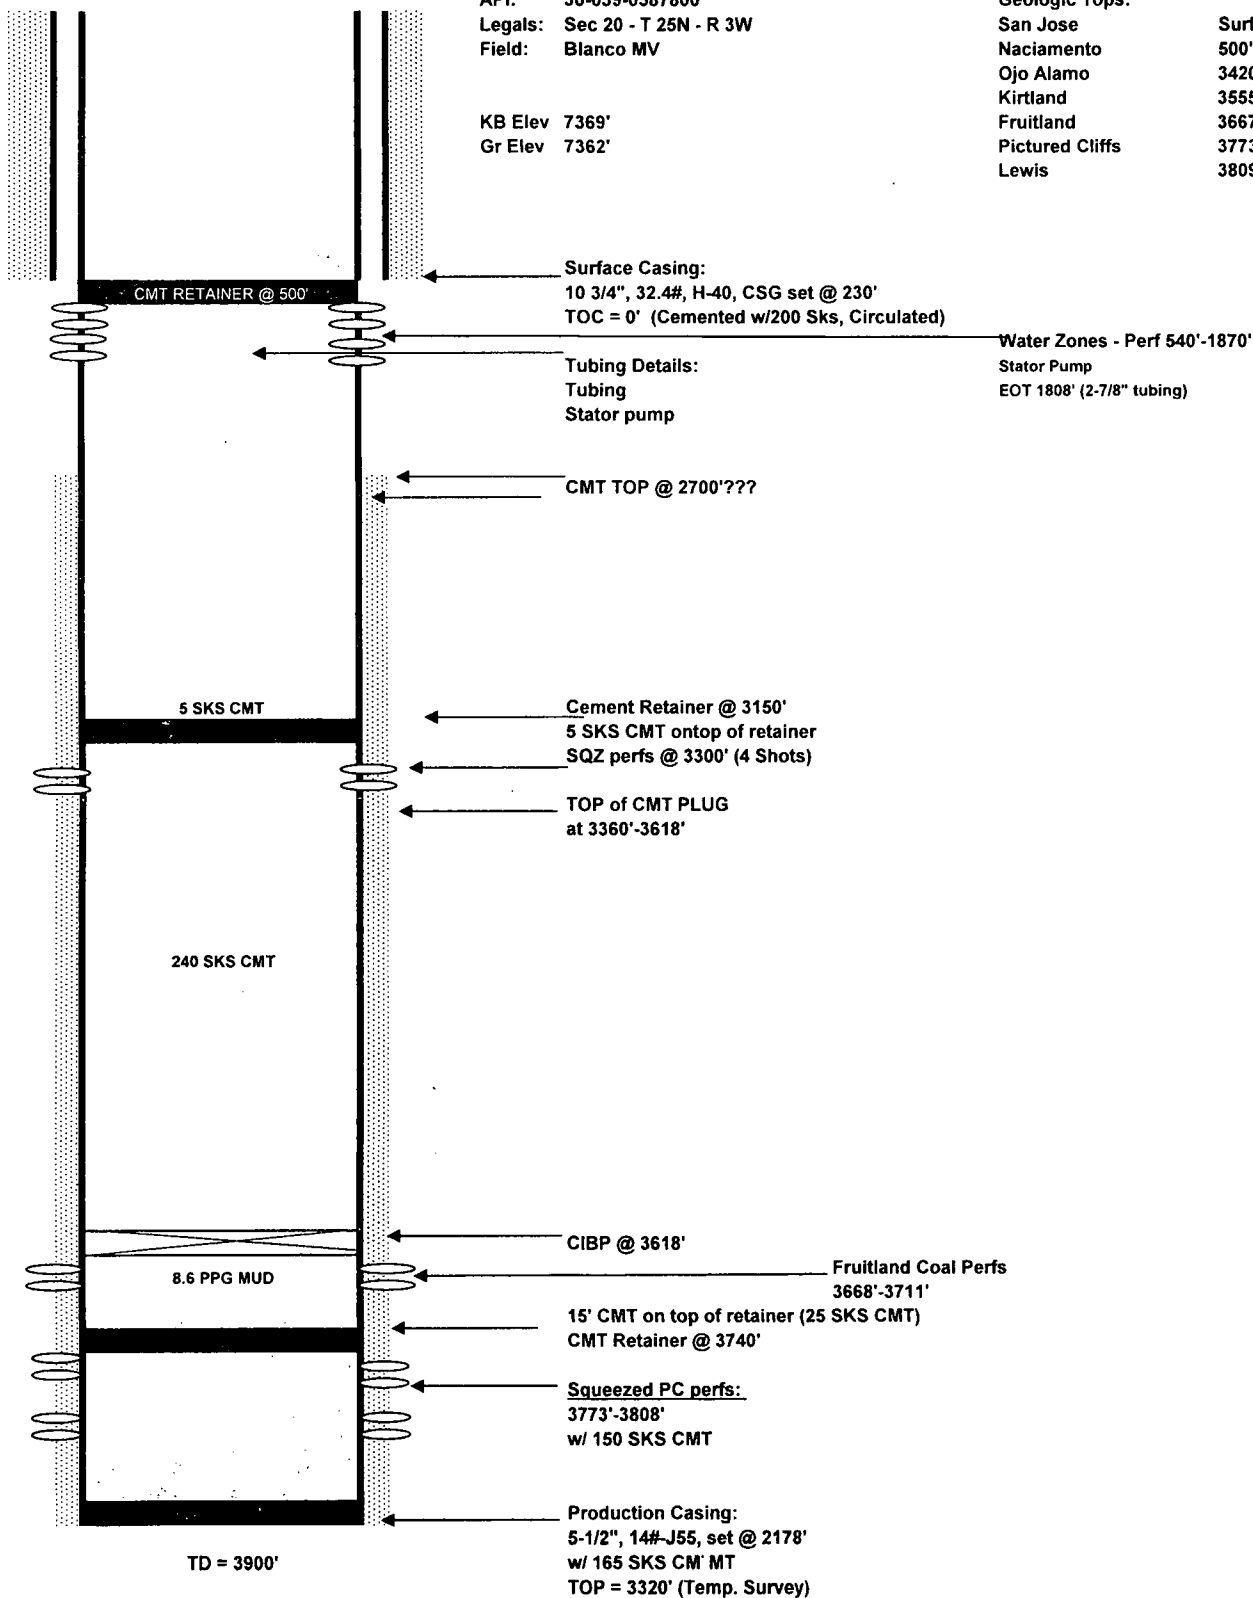 Legals: Sec 20 - T 25N - R 3W
Field: Blanco MV
KB Elev 7369'
Gr Elev 7362'
Geologic Tops:
San Jose Surf
Naciamento 500'
Ojo Alamo 3420
Kirtland 3555
Fruitland 3667
Pictured Cliffs 3773
Lewis 3809
Surface Casing:
10 3/4", 32.4#, H-40, CSG set @ 230'
TOC = 0' (Cemented w/200 Sks, Circulated)
CMT RETAINER @ 500'
Water Zones - Perf 540'-1870'
Stator Pump
EOT 1808' (2-7/8" tubing)
Tubing Details:
Tubing
Stator pump
CMT TOP @ 2700'???
5 SKS CMT
Cement Retainer @ 3150'
5 SKS CMT ontop of retainer
SQZ perfs @ 3300' (4 Shots)
TOP of CMT PLUG
at 3360'-3618'
240 SKS CMT
CIBP @ 3618'
8.6 PPG MUD
Fruitland Coal Perfs
3668'-3711'
15' CMT on top of retainer (25 SKS CMT)
CMT Retainer @ 3740'
Squeezed PC perfs:
3773'-3808'
w/ 150 SKS CMT
Production Casing:
5-1/2", 14#-J55, set @ 2178'
w/ 165 SKS CM' MT
TOP = 3320' (Temp. Survey)
TD = 3900'